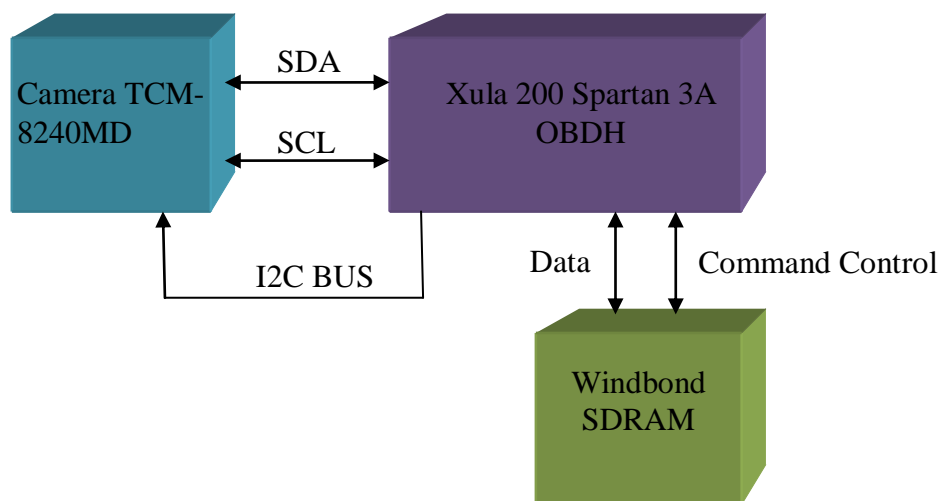 Camera TCM-
8240MD
SDA
SCL
I2C BUS
Xula 200 Spartan 3A
OBDH
Data
Command Control
Windbond
SDRAM